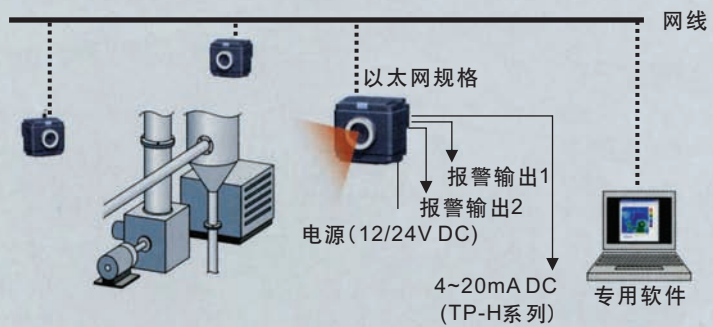 网线
以太网规格
报警输出1
报警输出2
电源(12/24V DC)
4~20mA DC
(TP-H系列)
专用软件